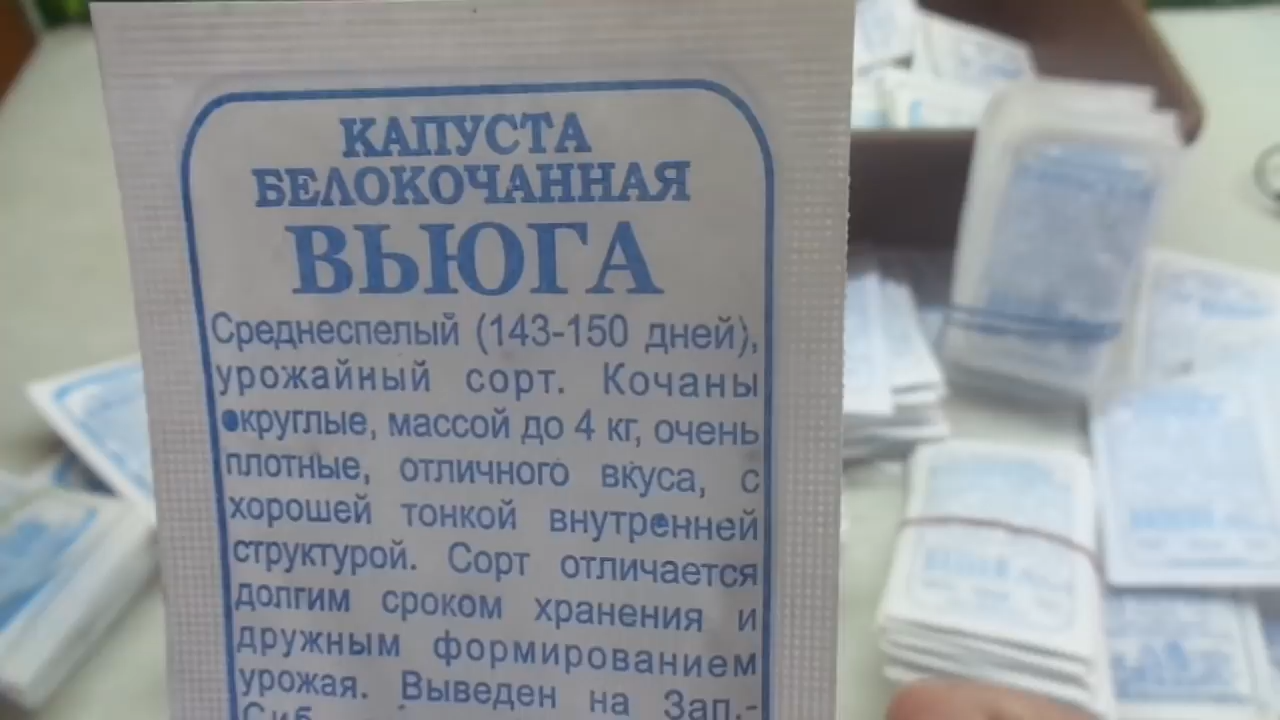 КАПУСТА
БЕЛОКОЧАННАЯ
ВЬЮГА
Среднеспелый (143-150 дней),
урожайный сорт. Кочаны
округлые, массой до 4 кг, очень
плотные, отличного вкуса, с
хорошей тонкой внутренней
структурой. Сорт отличается
долгим сроком хранения и
дружным формированием
урожая. Выведен на Зап.-